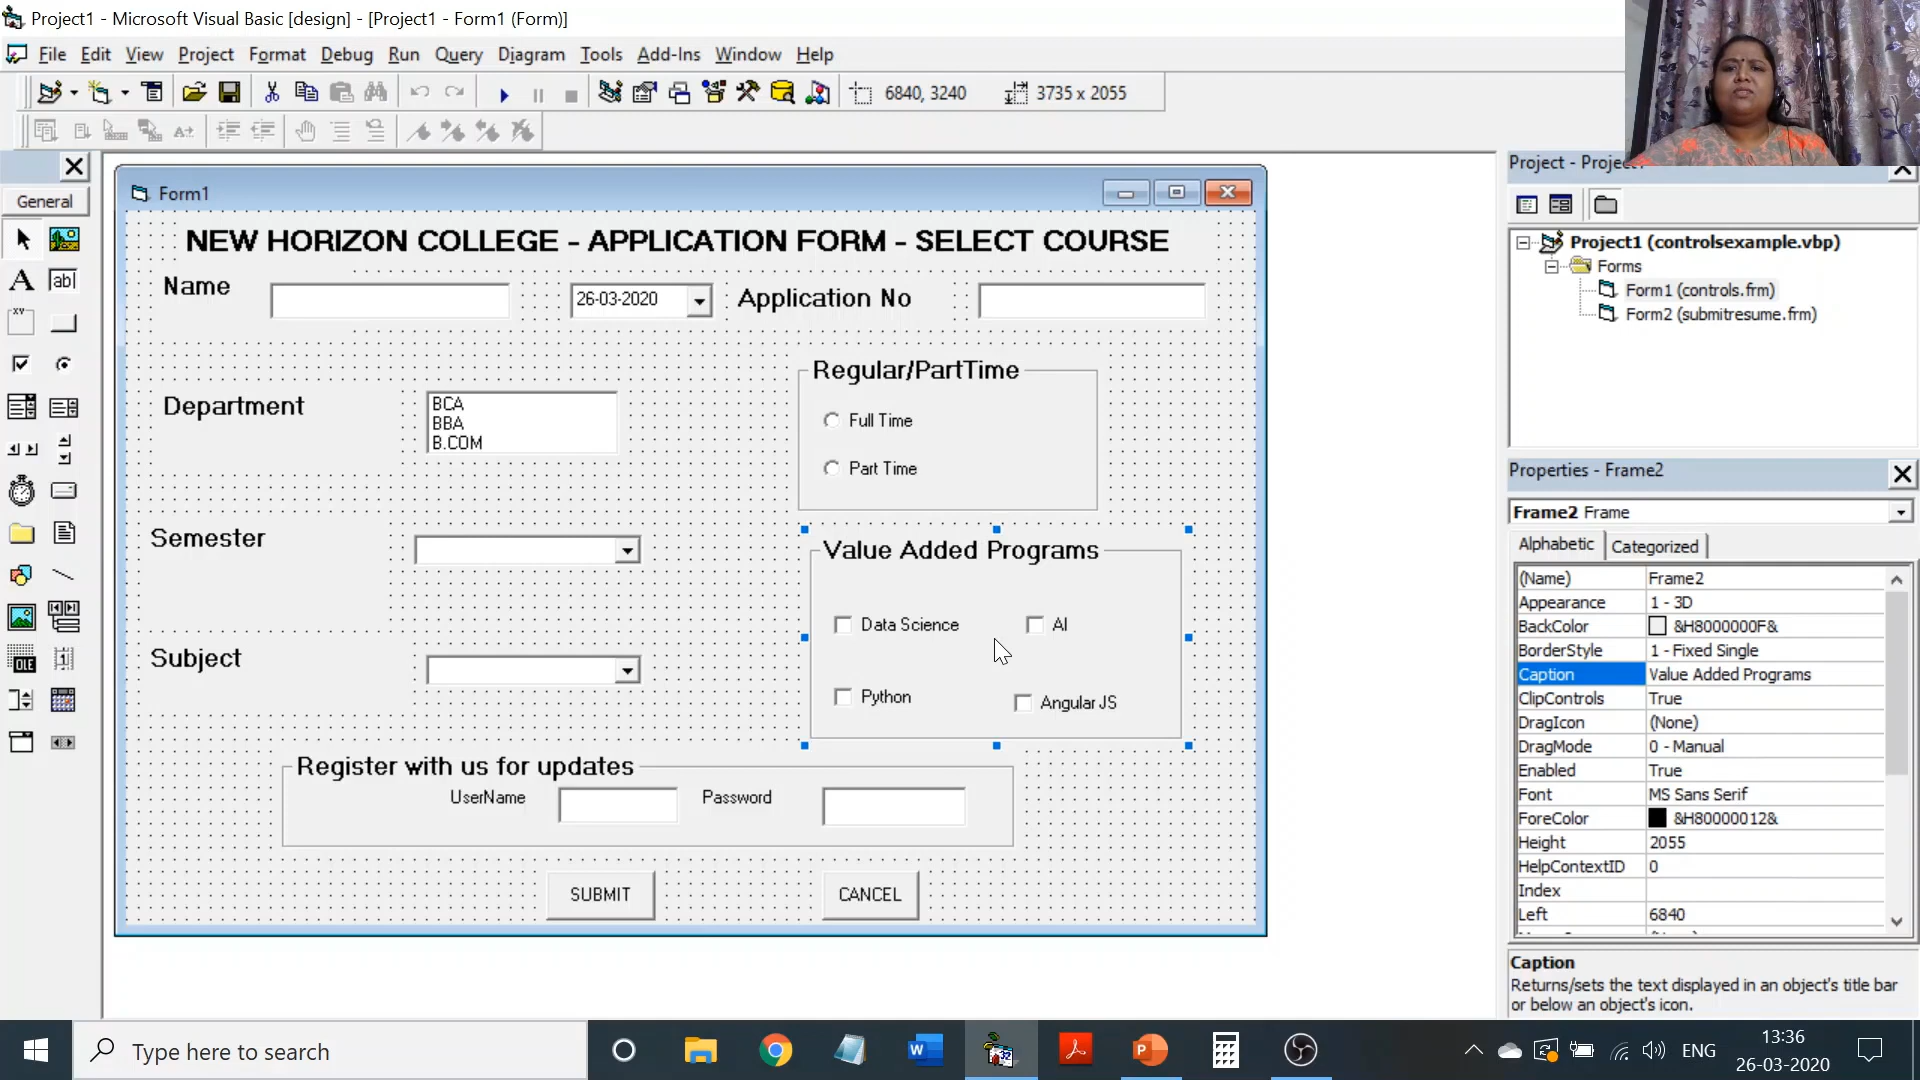 Project1 - Microsoft Visual Basic [design] - [Project1 - Form1 (Form)]
File Edit View Project Format Debug Run Query Diagram Tools Add-Ins Window Help
6840, 3240 3735 x 2055
General
Form1
NEW HORIZON COLLEGE - APPLICATION FORM - SELECT COURSE
Name
26-03-2020
Application No
Department
BCA
BBA
B.COM
Regular/PartTime
Full Time
Part Time
Semester
Value Added Programs
Data Science
AI
Subject
Python
Angular JS
Register with us for updates
UserName
Password
SUBMIT
CANCEL
Project - Project
Project1 (controlsexample.vbp)
Forms
Form1 (controls.frm)
Form2 (submitresume.frm)
Properties - Frame2
Frame2 Frame
Alphabetic Categorized
(Name) Frame2
Appearance 1 - 3D
BackColor &H8000000F&
BorderStyle 1 - Fixed Single
Caption Value Added Programs
ClipControls True
DragIcon (None)
DragMode 0 - Manual
Enabled True
Font MS Sans Serif
ForeColor &H80000012&
Height 2055
HelpContextID 0
Index
Left 6840
Caption
Returns/sets the text displayed in an object's title bar
or below an object's icon.
Type here to search
ENG
13:36
26-03-2020